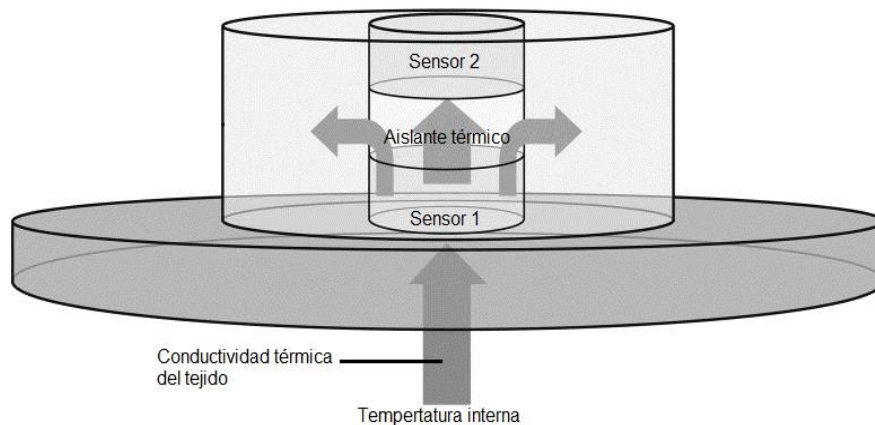 Sensor 2
Aislante térmico
Sensor 1
Conductividad térmica
del tejido
Tempertatura interna